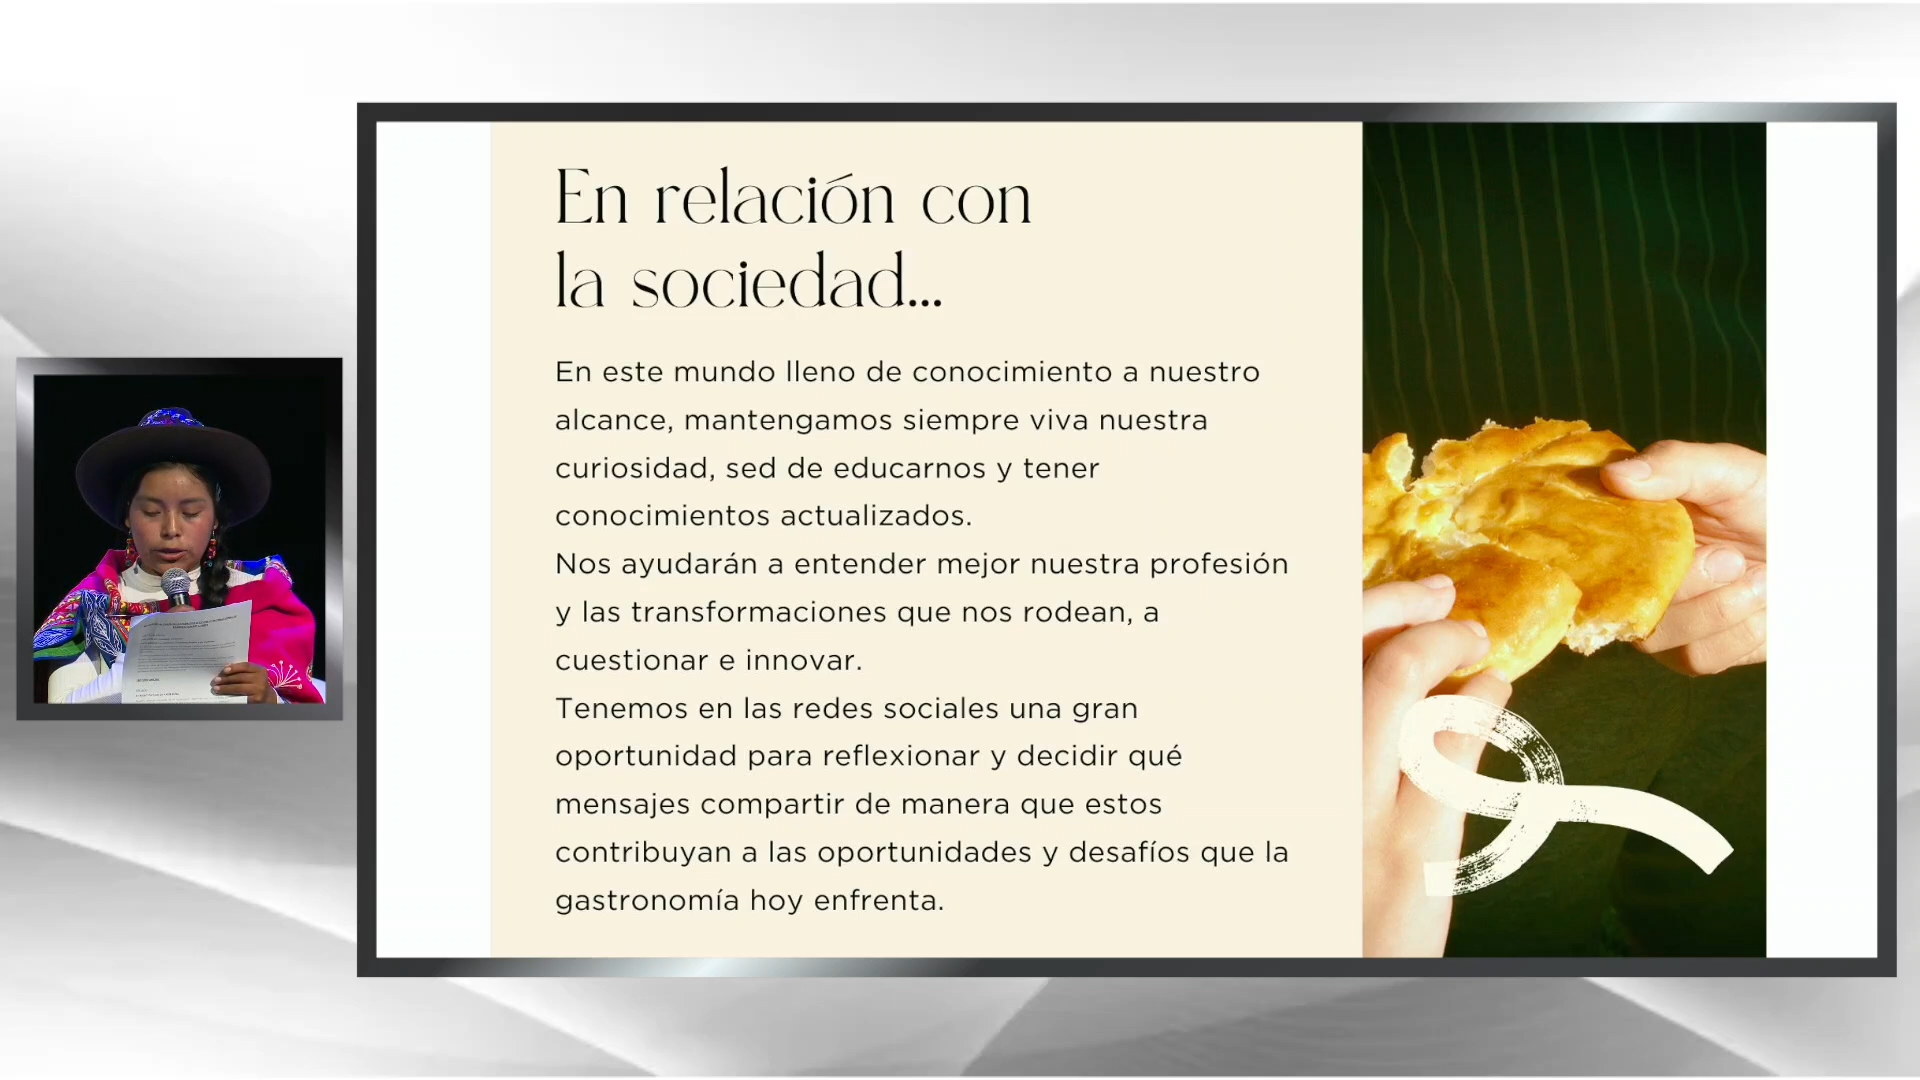 En relación con
la sociedad...
En este mundo lleno de conocimiento a nuestro
alcance, mantengamos siempre viva nuestra
curiosidad, sed de educarnos y tener
conocimientos actualizados.
Nos ayudarán a entender mejor nuestra profesión
y las transformaciones que nos rodean, a
cuestionar e innovar.
Tenemos en las redes sociales una gran
oportunidad para reflexionar y decidir qué
mensajes compartir de manera que estos
contribuyan a las oportunidades y desafíos que la
gastronomía hoy enfrenta.